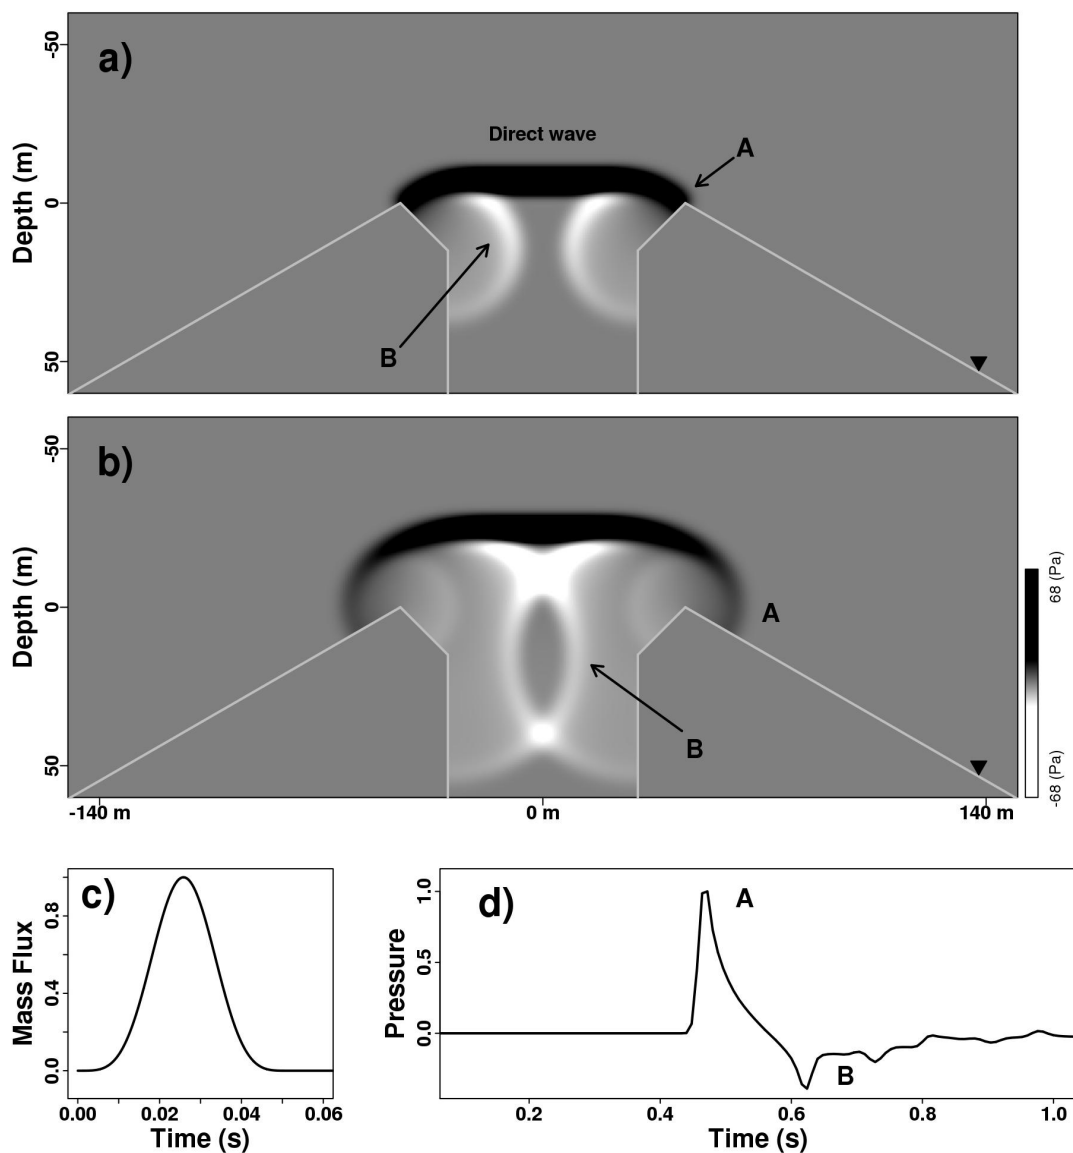 a)
-50
0
50
Depth (m)
Direct wave
A
B
b)
-50
0
50
Depth (m)
A
B
68 (Pa)
-68 (Pa)
-140 m
0 m
140 m
c)
0.8
0.4
0.0
Mass Flux
0.00
0.02
0.04
0.06
Time (s)
d)
1.0
0.5
0.0
Pressure
A
B
0.2
0.4
0.6
0.8
1.0
Time (s)